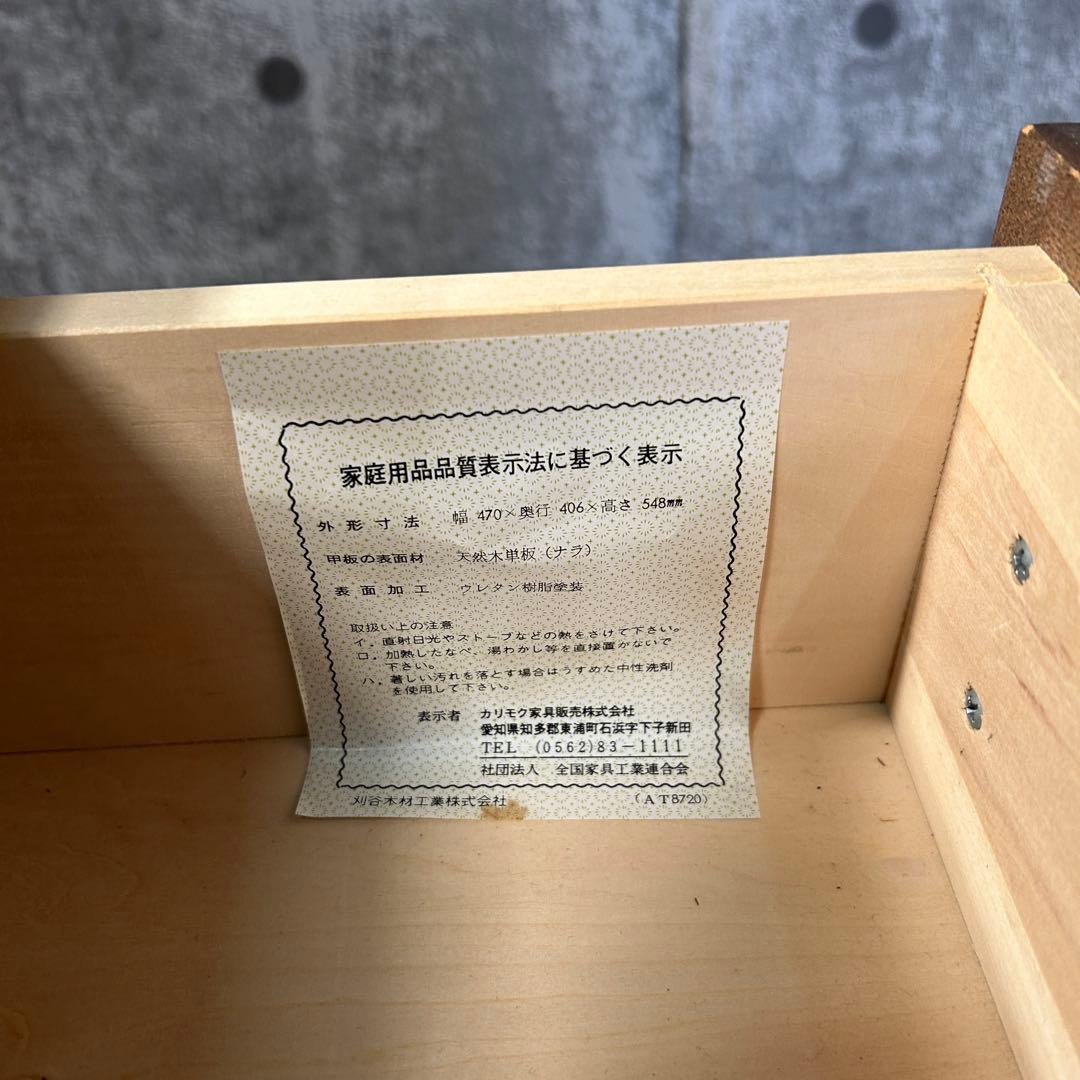 家庭用品品質表示法に基づく表示
外形寸法 幅 470×奥行 406×高さ 548mm
甲板の表面材 天然木単板（ナラ）
表面加工 ウレタン樹脂塗装
取扱い上の注意
イ．直射日光やストーブなどの熱をさけて下さい。
ロ．加熱したなべ、湯わかし等を直接置かないで
下さい。
ハ．著しい汚れを落とす場合はうすめた中性洗剤
を使用して下さい。
表示者 カリモク家具販売株式会社
愛知県知多郡東浦町石浜字下子新田
TEL (0562)83－1111
社団法人 全国家具工業連合会
刈谷木材工業株式会社 （AT8720）